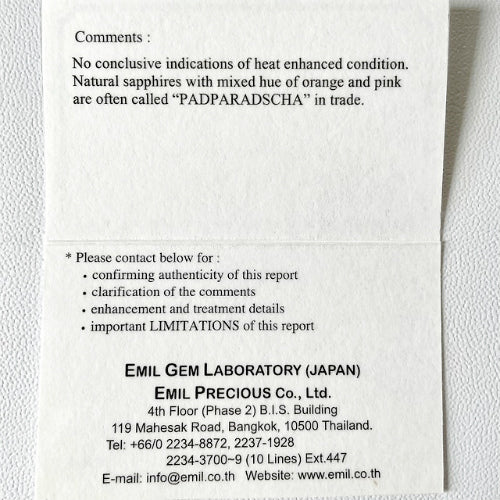 Comments :
No conclusive indications of heat enhanced condition.
Natural sapphires with mixed hue of orange and pink
are often called “PADPARADSCHA” in trade.
* Please contact below for :
• confirming authenticity of this report
• clarification of the comments
• enhancement and treatment details
• important LIMITATIONS of this report
EMIL GEM LABORATORY (JAPAN)
EMIL PRECIOUS Co., Ltd.
4th Floor (Phase 2) B.I.S. Building
119 Mahesak Road, Bangkok, 10500 Thailand.
Tel: +66/0 2234-8872, 2237-1928
2234-3700~9 (10 Lines) Ext.447
E-mail: info@emil.co.th Website: www.emil.co.th